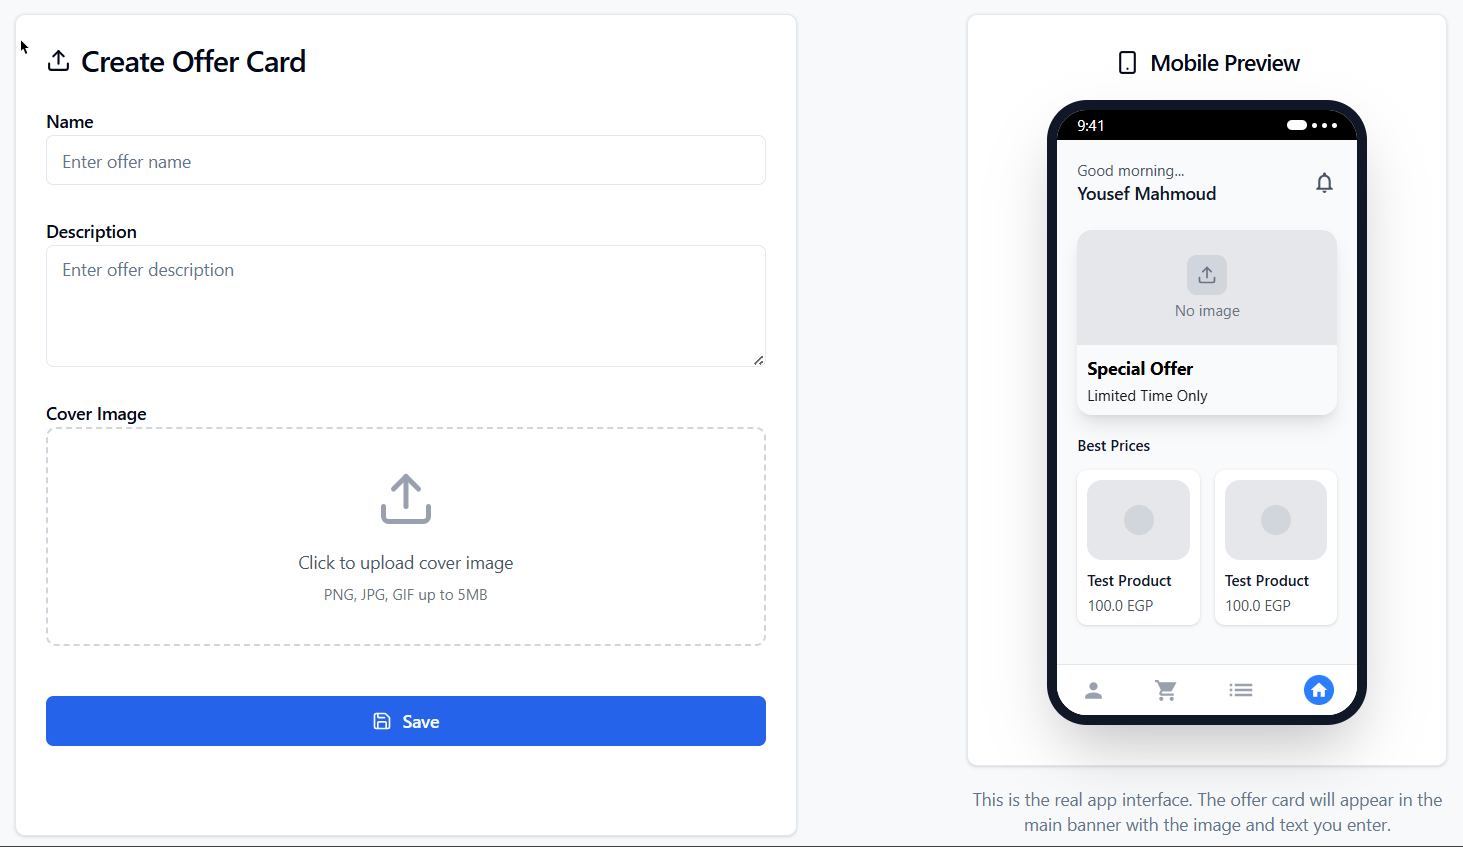 Create Offer Card
Name
Enter offer name
Description
Enter offer description
Cover Image
Click to upload cover image
PNG, JPG, GIF up to 5MB
Save
Mobile Preview
9:41
Good morning...
Yousef Mahmoud
No image
Special Offer
Limited Time Only
Best Prices
Test Product
100.0 EGP
Test Product
100.0 EGP
This is the real app interface. The offer card will appear in the
main banner with the image and text you enter.